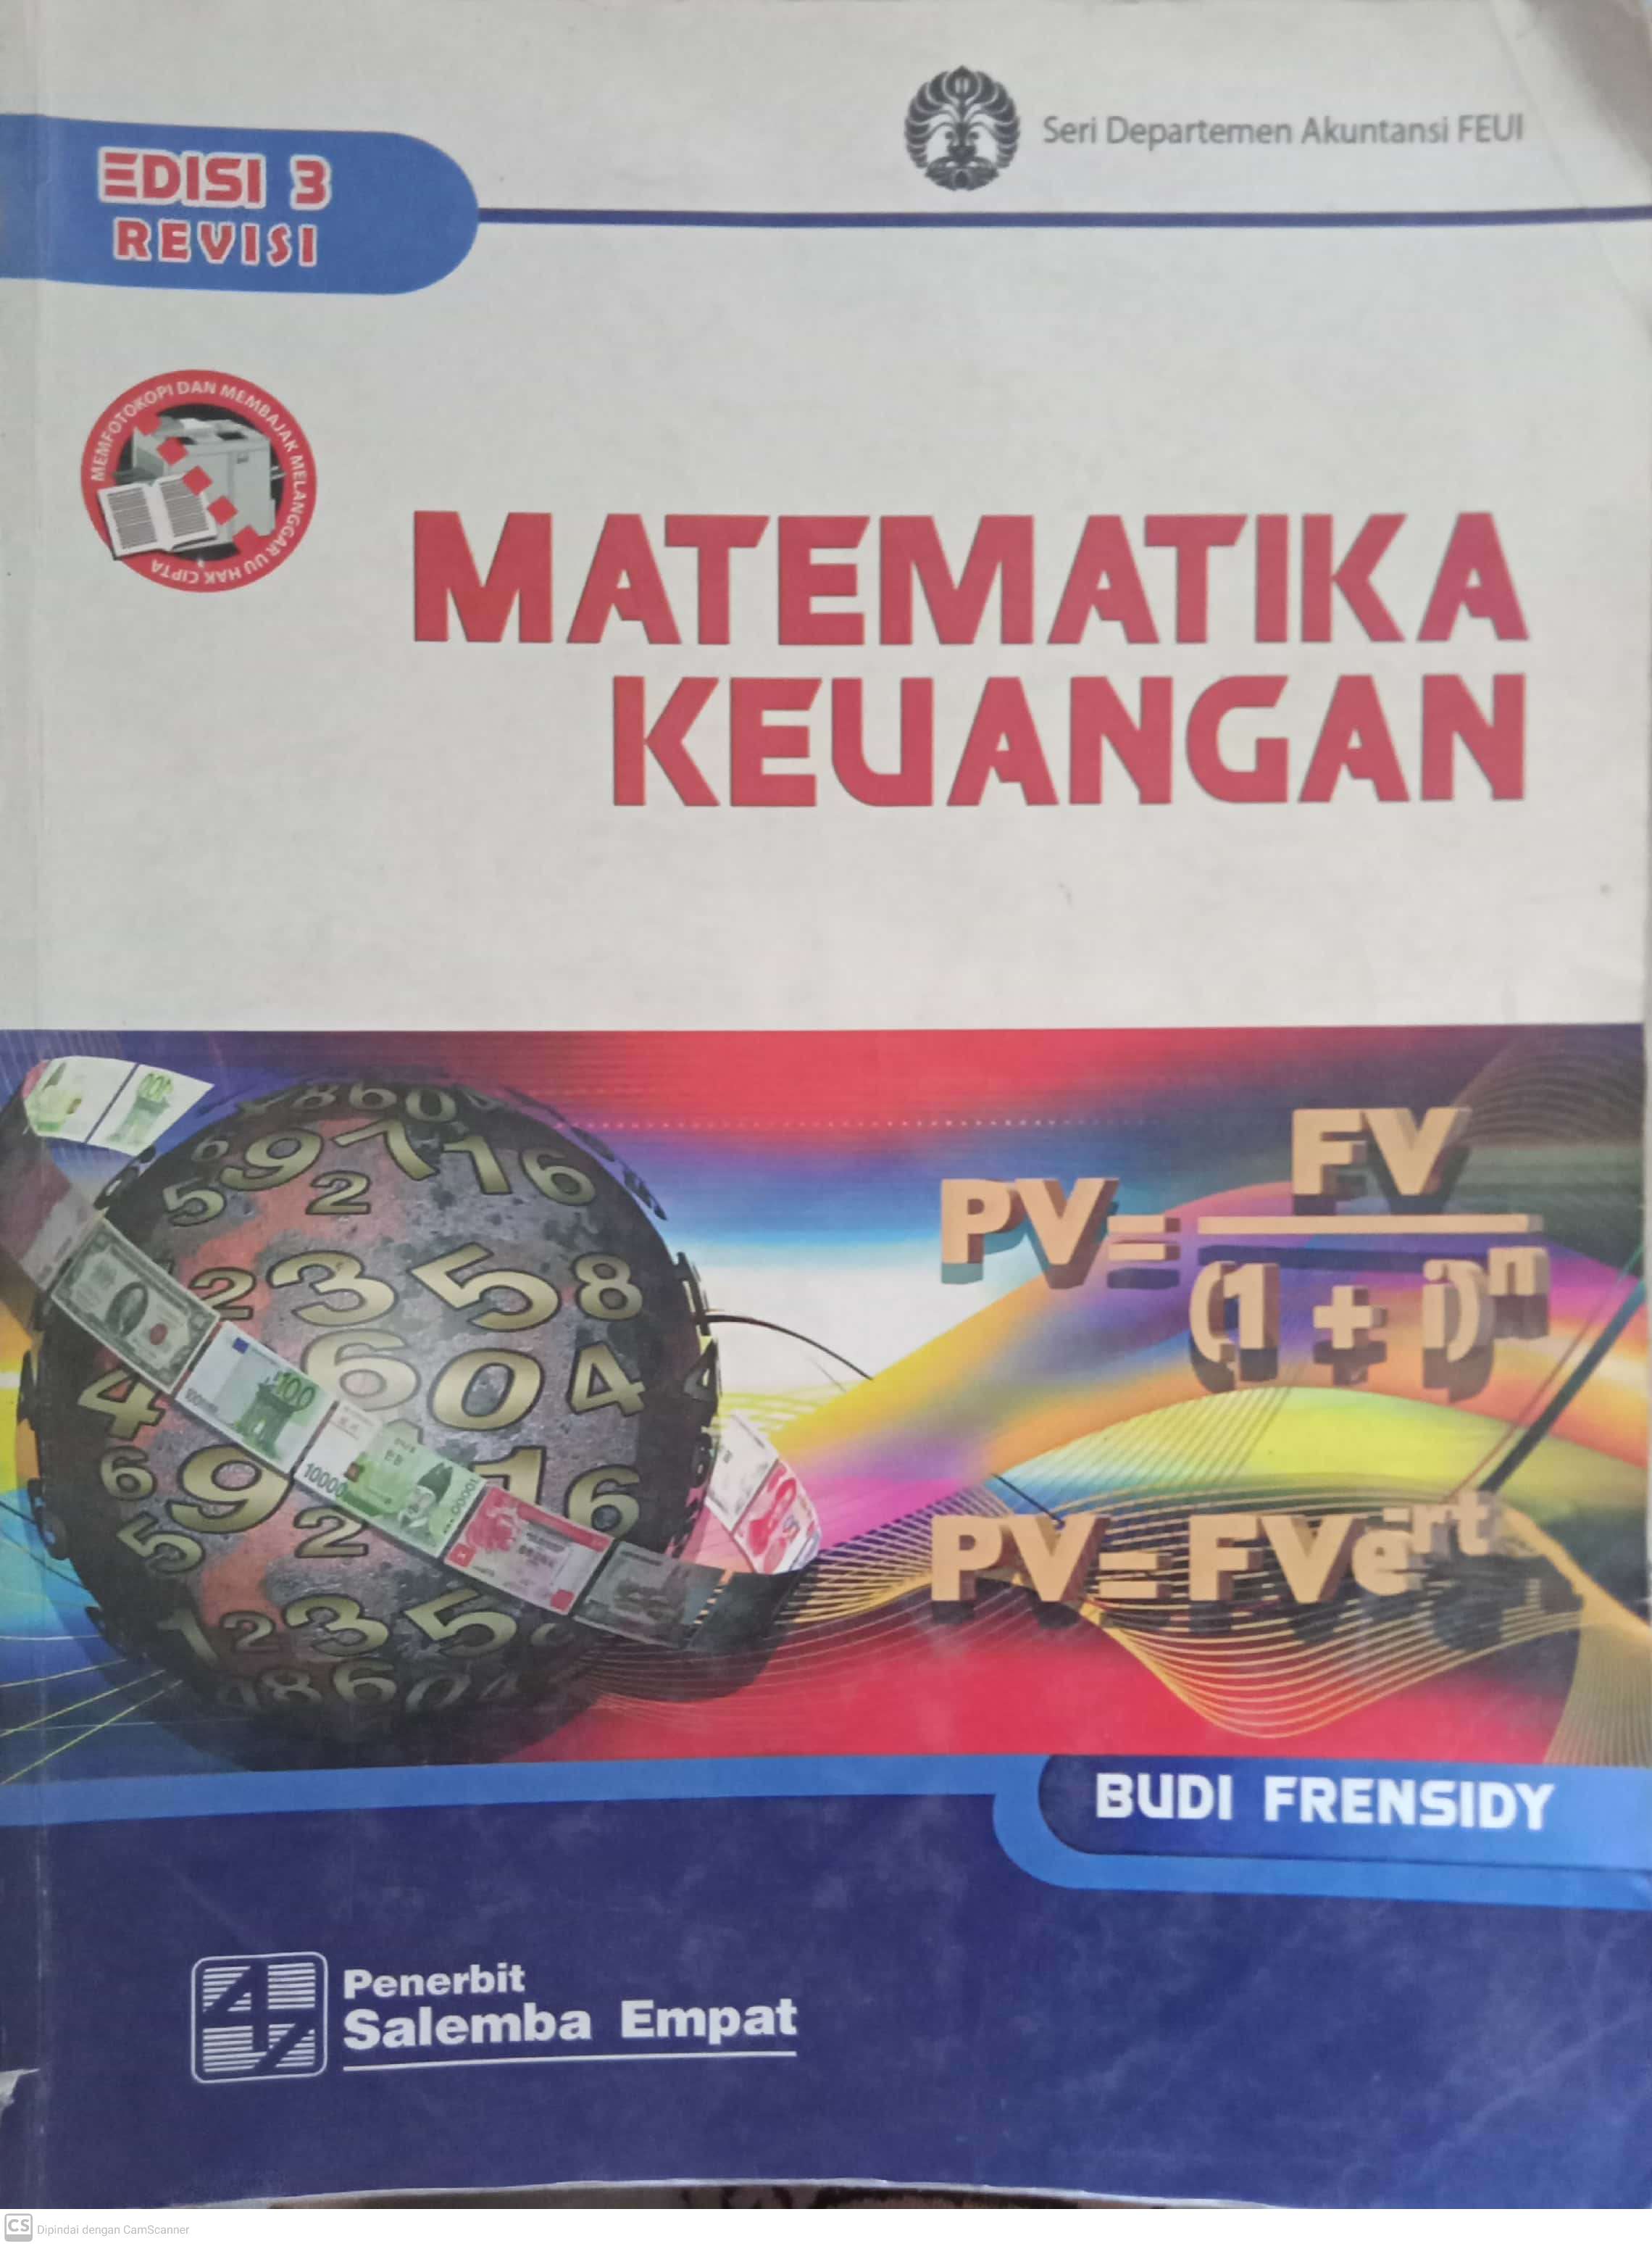 Seri Departemen Akuntansi FEUI
EDISI 3
REVISI
MEMFOTOKOPI DAN MEMBAJAK MELANGGAR UU HAK CIPTA
MATEMATIKA
KEUANGAN
PV= FV
(1 + i)n
PV=FVe-rt
BUDI FRENSIDY
Penerbit
Salemba Empat
CS Dipindai dengan CamScanner